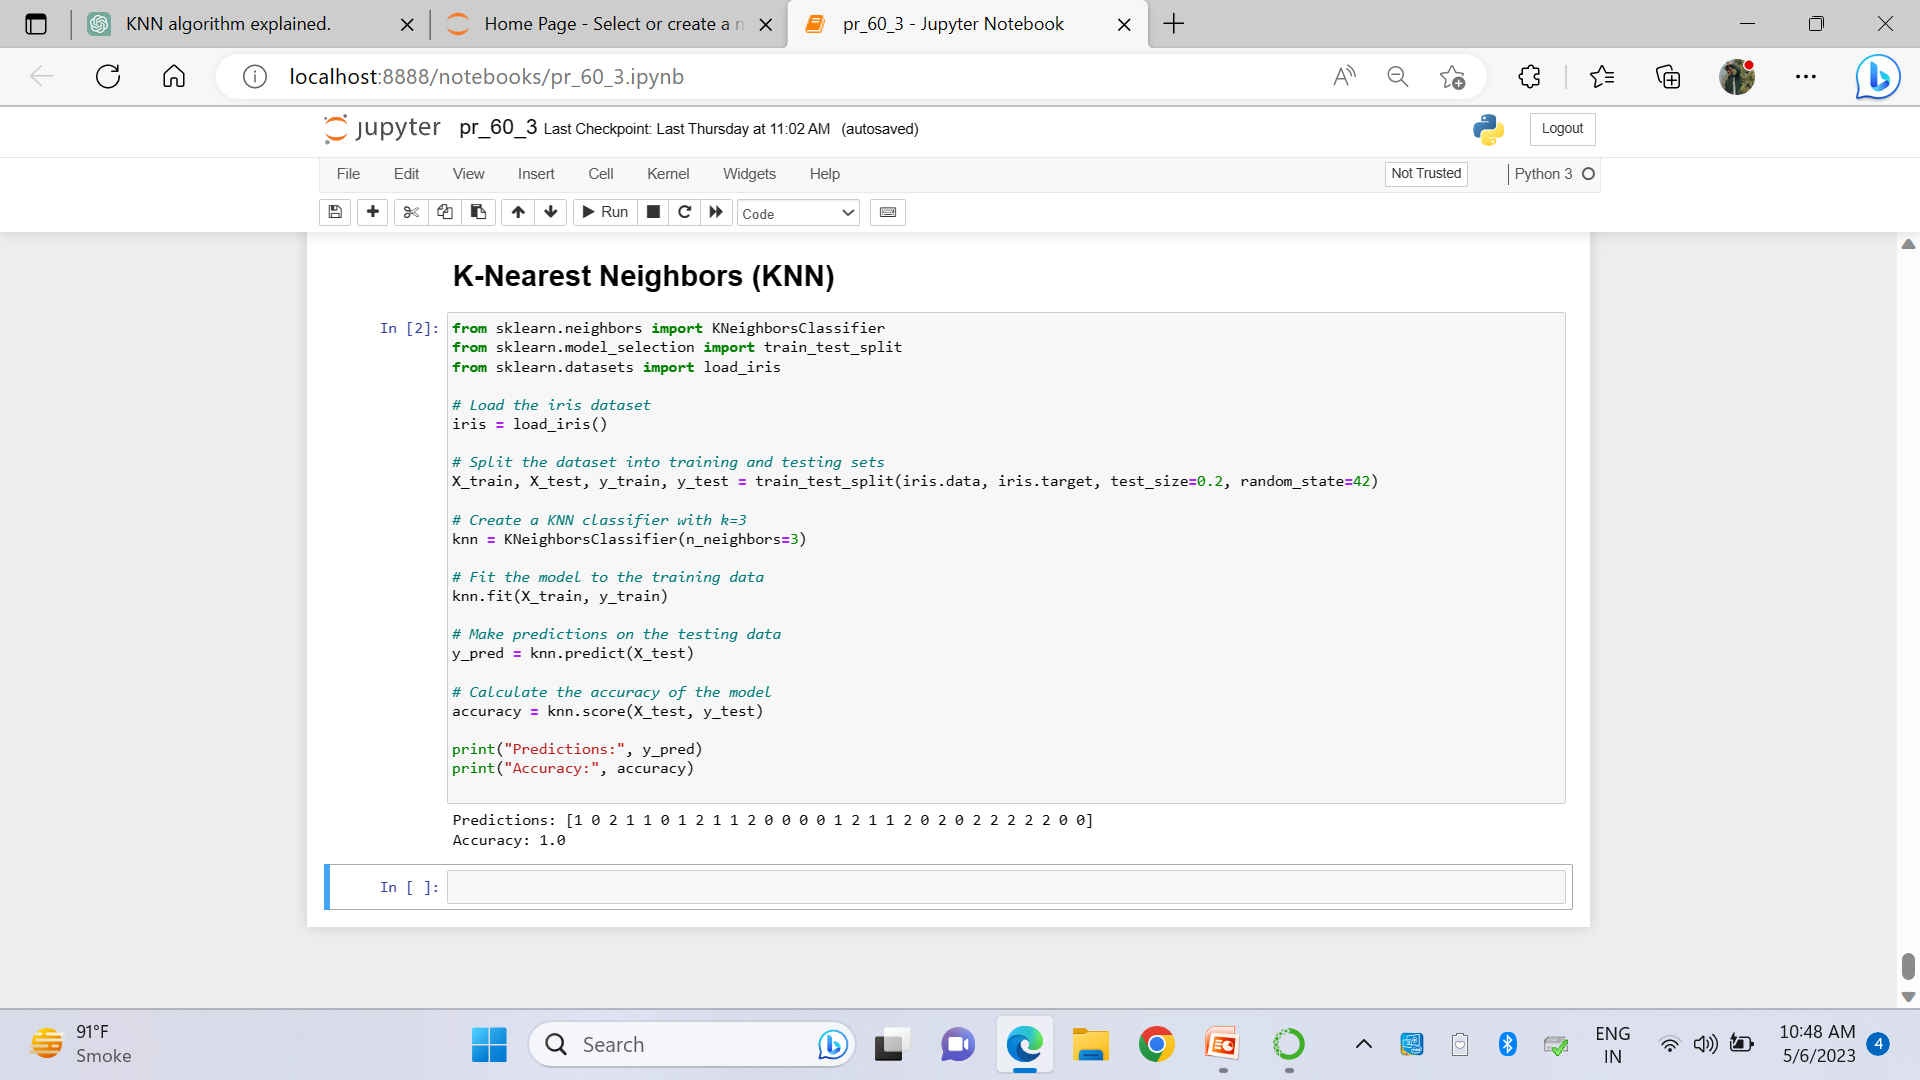 KNN algorithm explained.
Home Page - Select or create a n
pr_60_3 - Jupyter Notebook
localhost:8888/notebooks/pr_60_3.ipynb
jupyter pr_60_3 Last Checkpoint: Last Thursday at 11:02 AM (autosaved)
Logout
File Edit View Insert Cell Kernel Widgets Help
Not Trusted
Python 3
Run
Code
K-Nearest Neighbors (KNN)
In [2]:
from sklearn.neighbors import KNeighborsClassifier
from sklearn.model_selection import train_test_split
from sklearn.datasets import load_iris
# Load the iris dataset
iris = load_iris()
# Split the dataset into training and testing sets
X_train, X_test, y_train, y_test = train_test_split(iris.data, iris.target, test_size=0.2, random_state=42)
# Create a KNN classifier with k=3
knn = KNeighborsClassifier(n_neighbors=3)
# Fit the model to the training data
knn.fit(X_train, y_train)
# Make predictions on the testing data
y_pred = knn.predict(X_test)
# Calculate the accuracy of the model
accuracy = knn.score(X_test, y_test)
print("Predictions:", y_pred)
print("Accuracy:", accuracy)
Predictions: [1 0 2 1 1 0 1 2 1 1 2 0 0 0 0 1 2 1 1 2 0 2 0 2 2 2 2 2 0 0]
Accuracy: 1.0
In [ ]:
91°F
Smoke
Search
ENG
IN
10:48 AM
5/6/2023
4